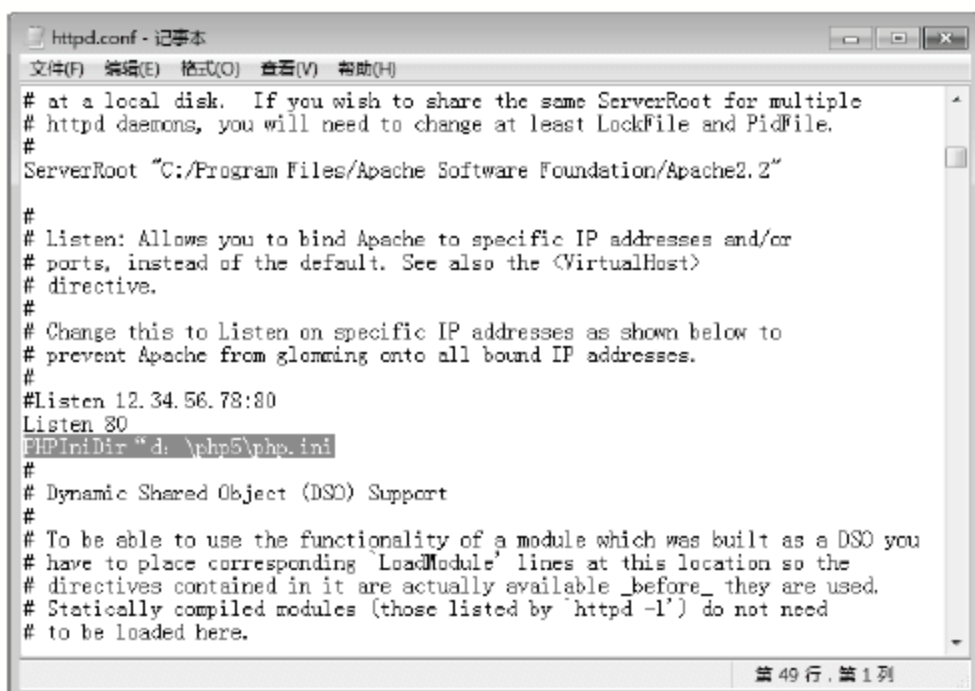 httpd.conf - 记事本
文件(F) 编辑(E) 格式(O) 查看(V) 帮助(H)
# at a local disk.  If you wish to share the same ServerRoot for multiple
# httpd daemons, you will need to change at least LockFile and PidFile.
#
ServerRoot "C:/Program Files/Apache Software Foundation/Apache2.2"
#
# Listen: Allows you to bind Apache to specific IP addresses and/or
# ports, instead of the default. See also the <VirtualHost>
# directive.
#
# Change this to Listen on specific IP addresses as shown below to
# prevent Apache from glomming onto all bound IP addresses.
#
#Listen 12.34.56.78:80
Listen 80
PHPIniDir “d：\php5\php.ini
#
# Dynamic Shared Object (DSO) Support
#
# To be able to use the functionality of a module which was built as a DSO you
# have to place corresponding `LoadModule' lines at this location so the
# directives contained in it are actually available _before_ they are used.
# Statically compiled modules (those listed by `httpd -l') do not need
# to be loaded here.
第 49 行，第 1 列